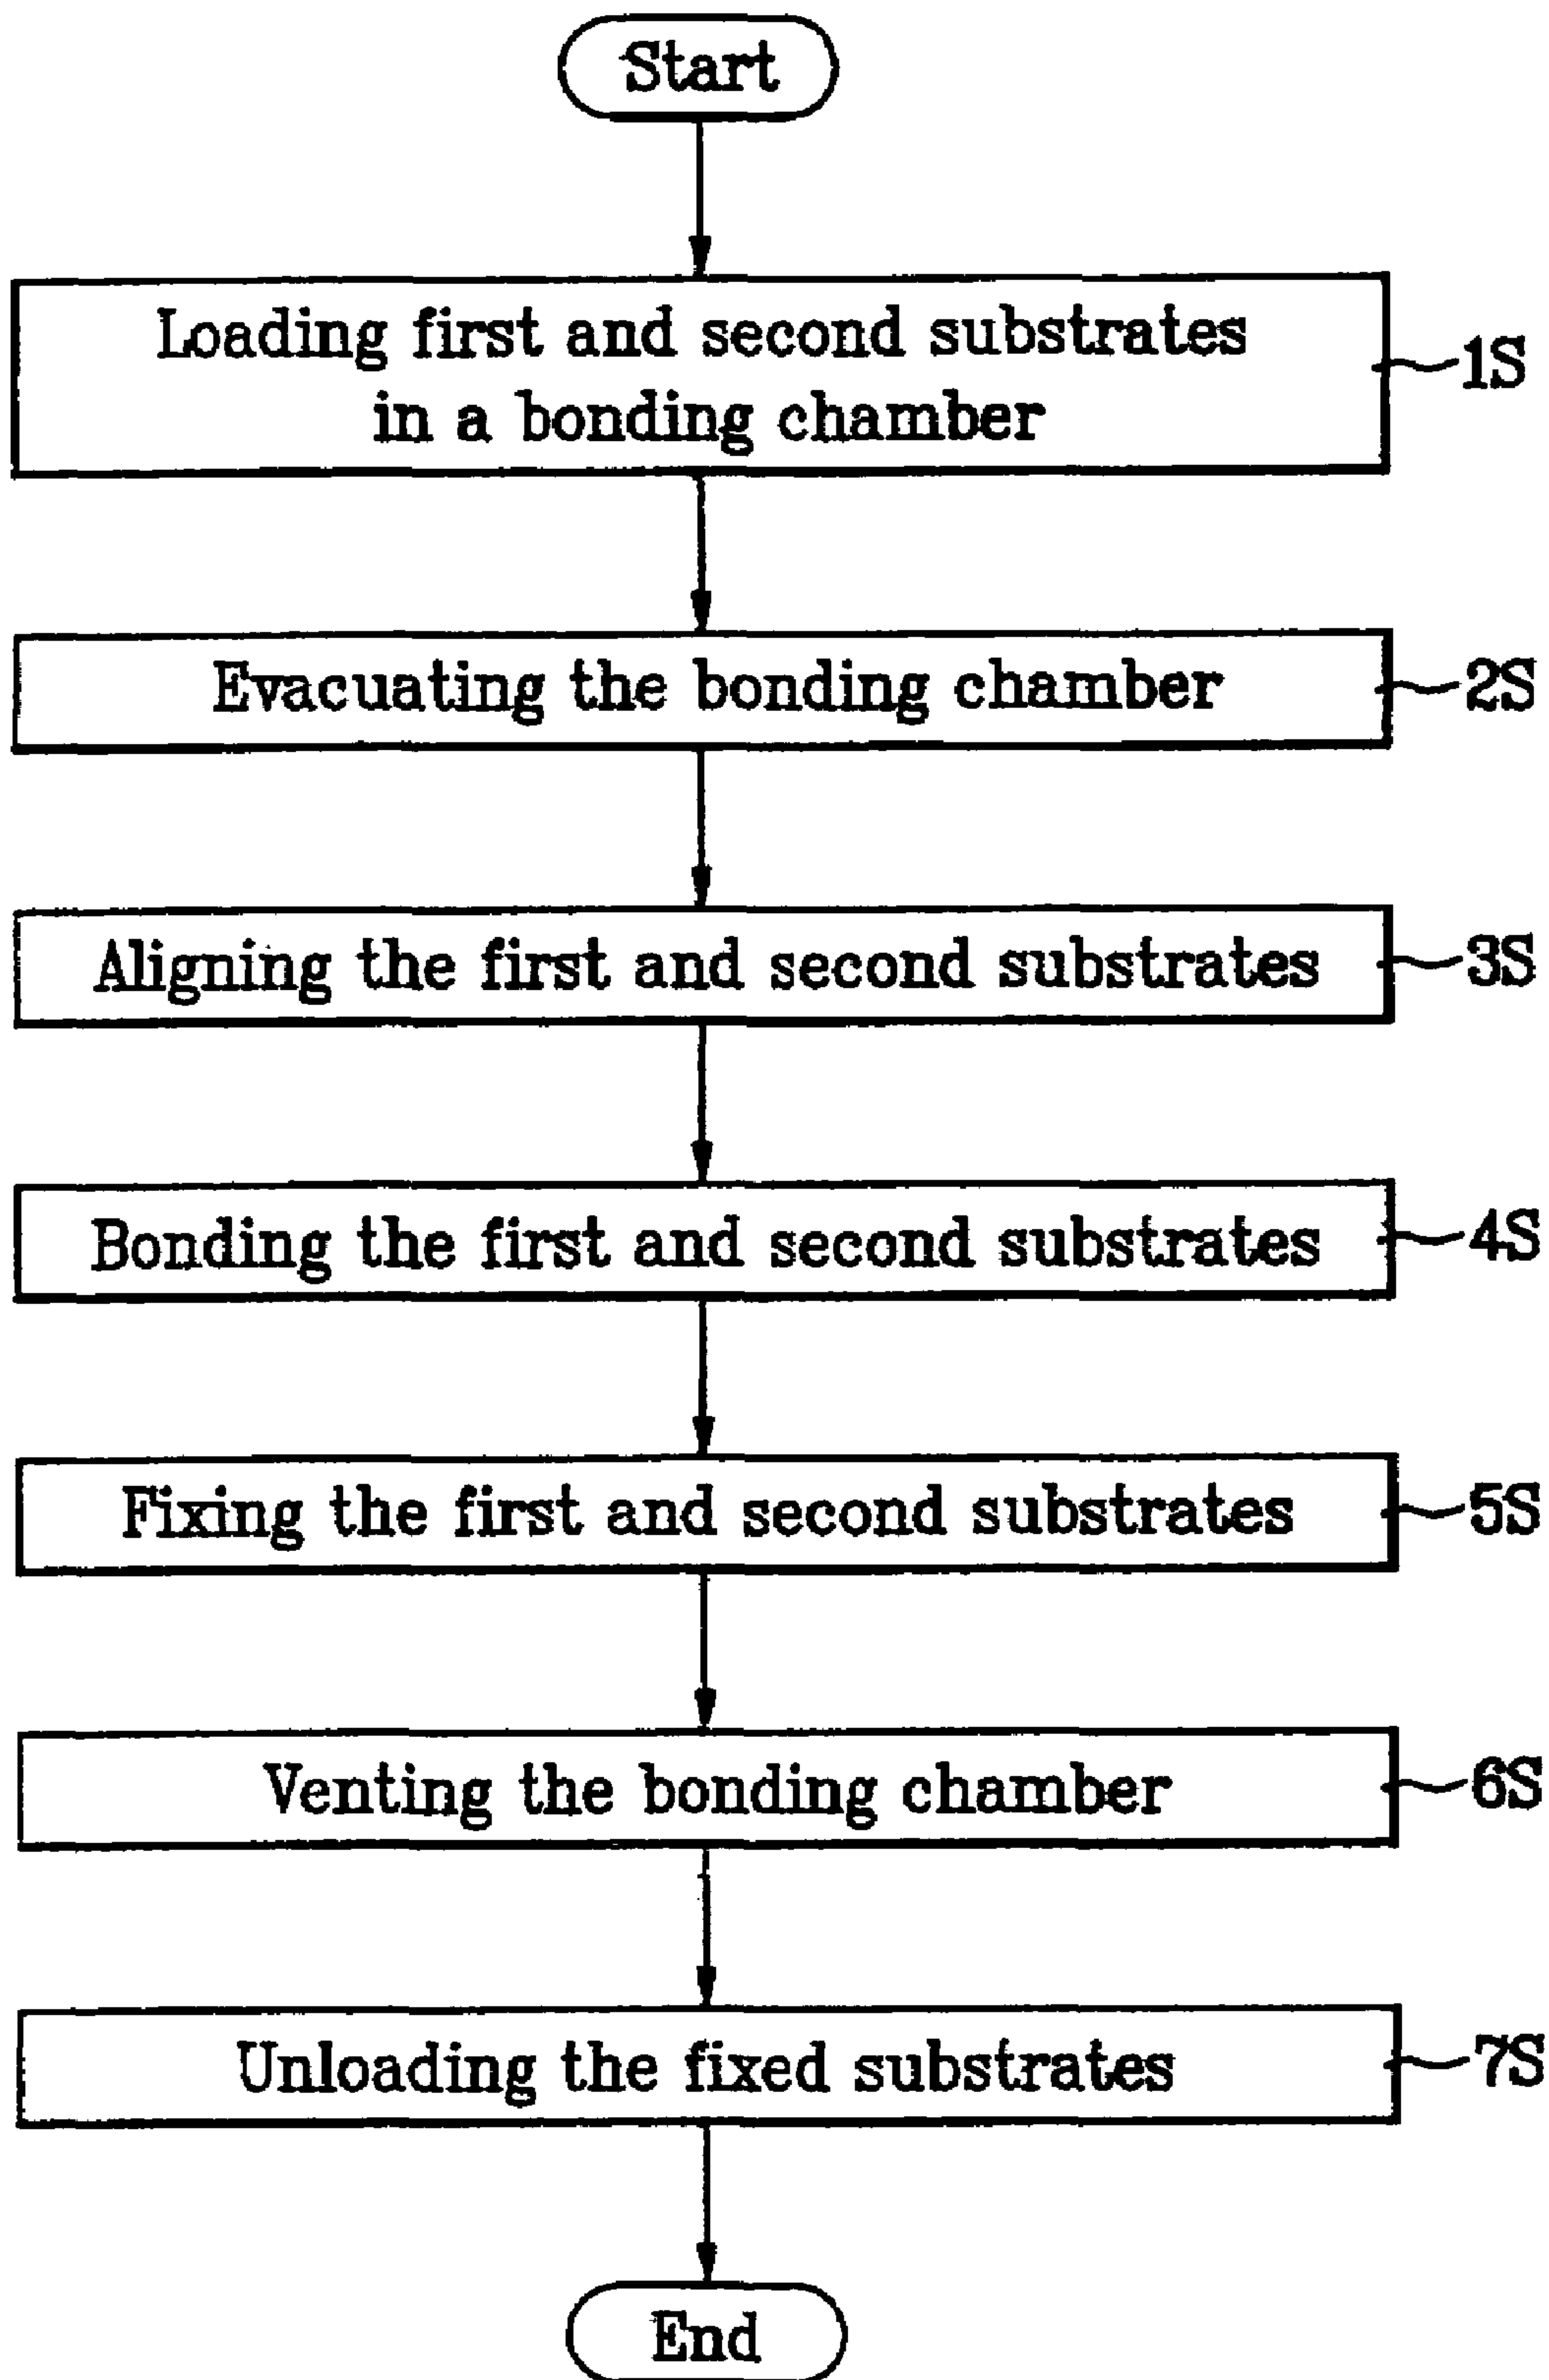 Start
Loading first and second substrates
in a bonding chamber
1S
Evacuating the bonding chamber
2S
Aligning the first and second substrates
3S
Bonding the first and second substrates
4S
Fixing the first and second substrates
5S
Venting the bonding chamber
6S
Unloading the fixed substrates
7S
End